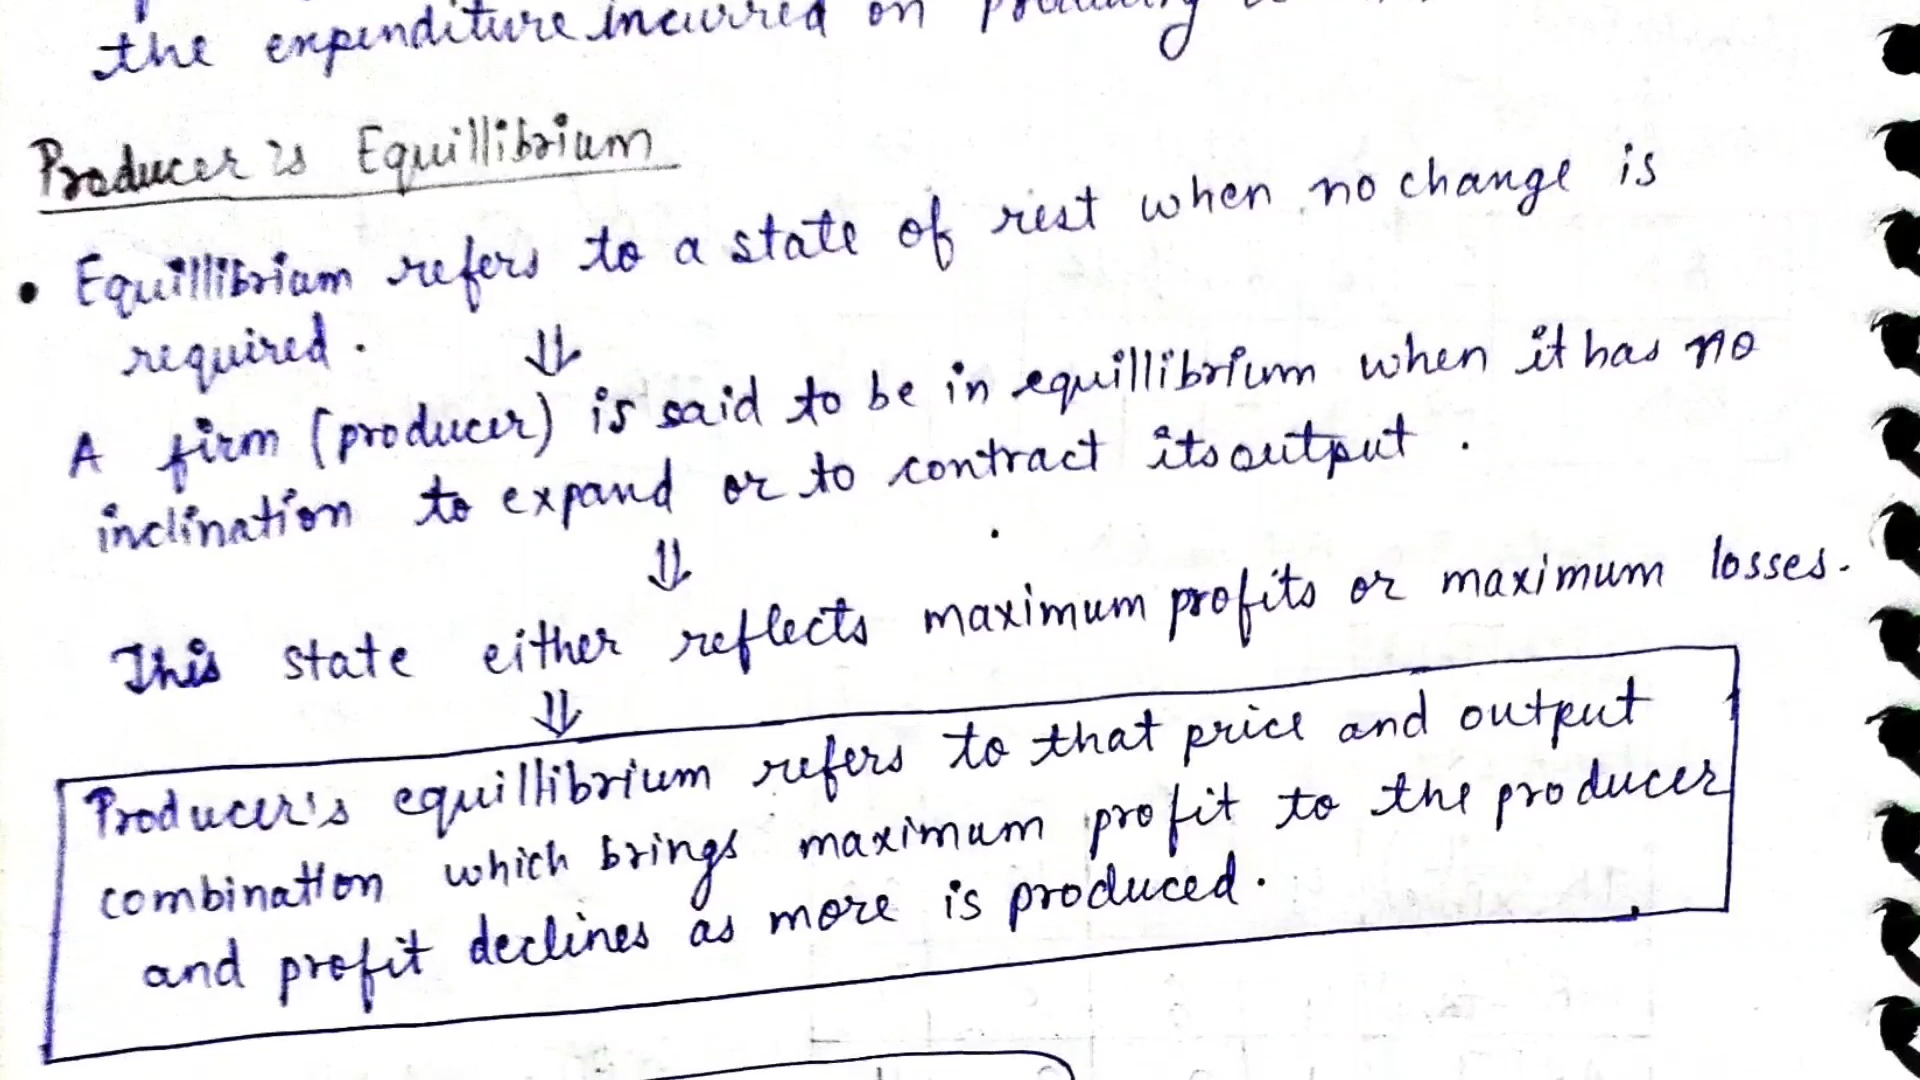 the expenditure incurred on
Producer's Equillibrium
• Equillibrium refers to a state of rest when no change is
required.
⇓
A firm (producer) is said to be in equillibrium when it has no
inclination to expand or to contract its output.
⇓
This state either reflects maximum profits or maximum losses.
⇓
Producer's equillibrium refers to that price and output
combination which brings maximum profit to the producer
and profit declines as more is produced.